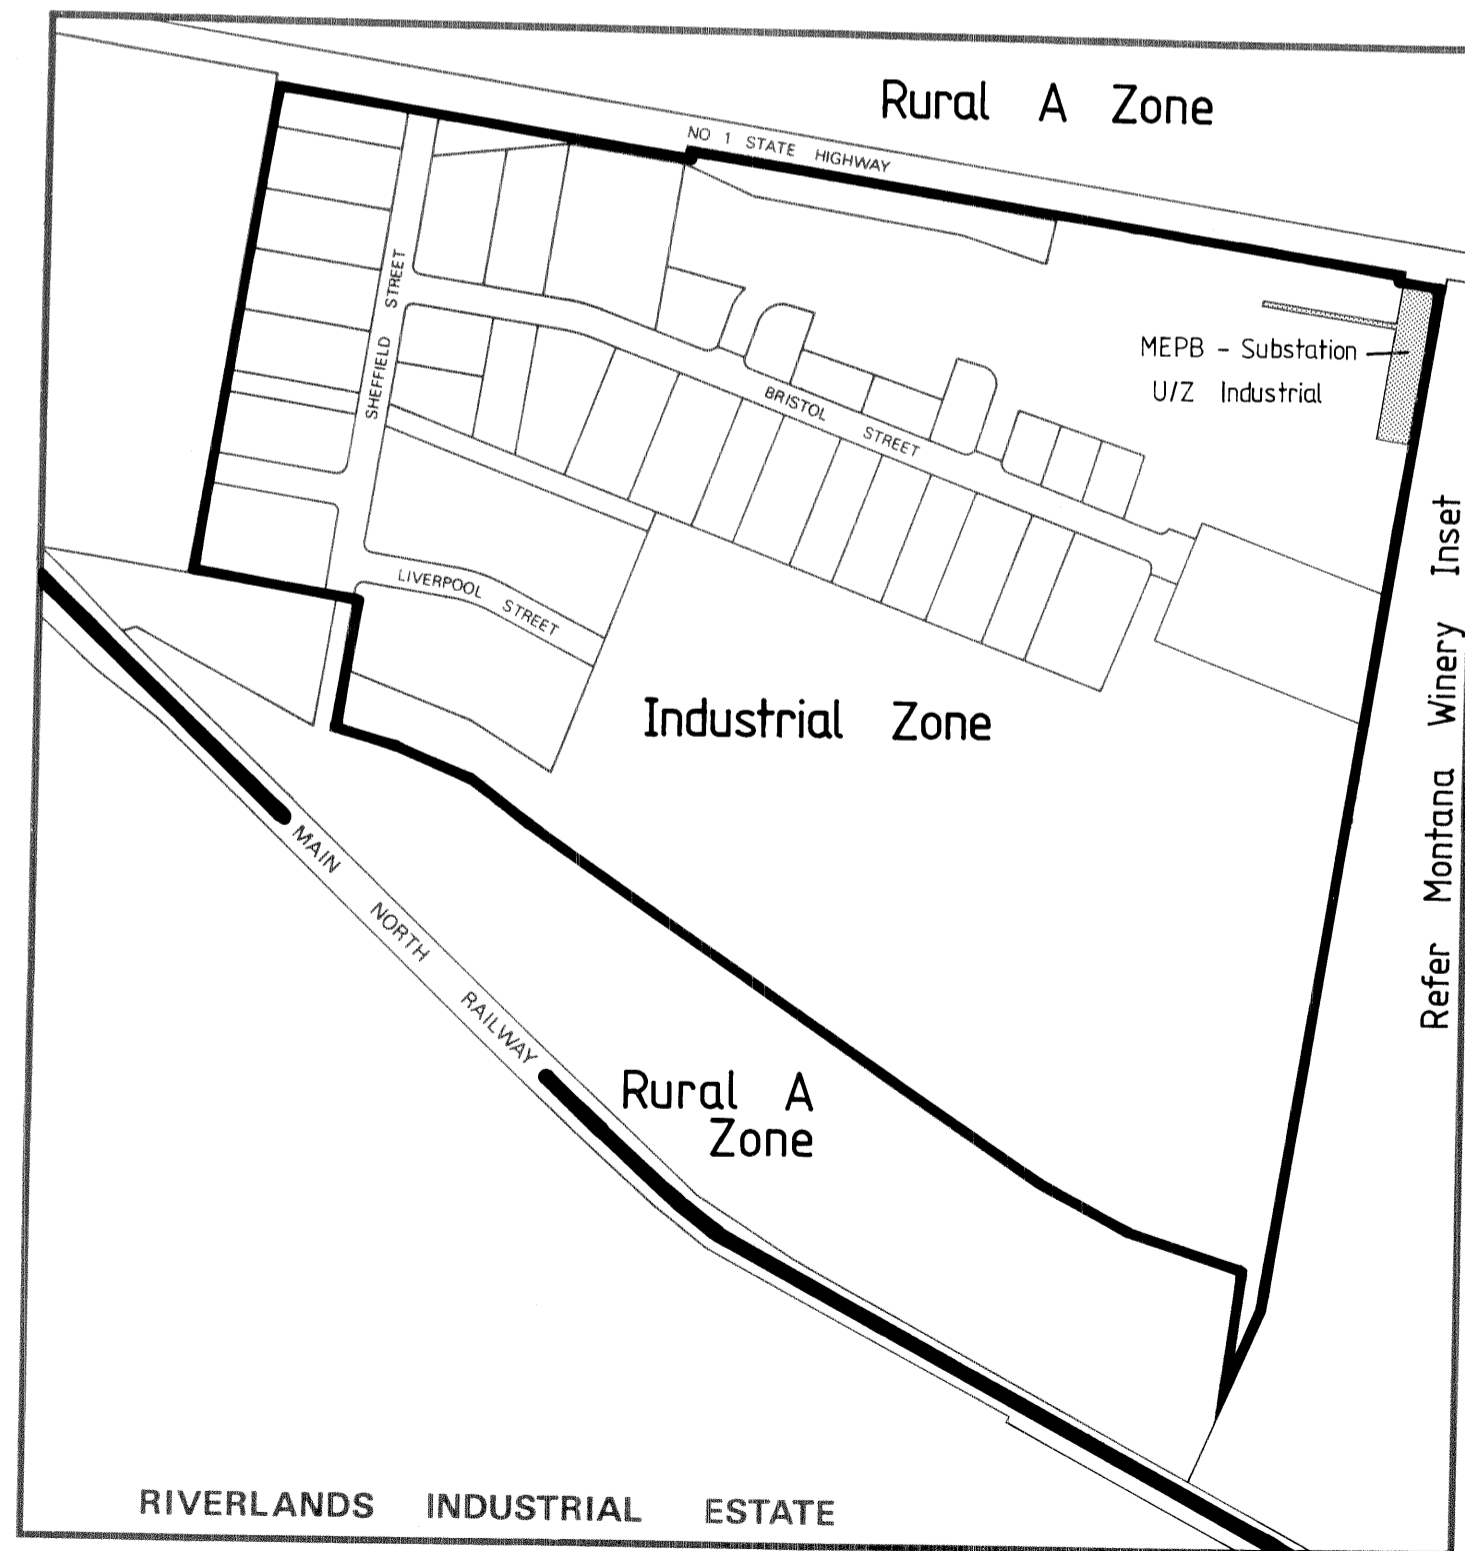 Rural A Zone
NO 1 STATE HIGHWAY
MEPB - Substation
U/Z Industrial
SHEFFIELD STREET
BRISTOL STREET
LIVERPOOL STREET
Industrial Zone
Refer Montana Winery Inset
MAIN NORTH RAILWAY
Rural A
Zone
RIVERLANDS INDUSTRIAL ESTATE